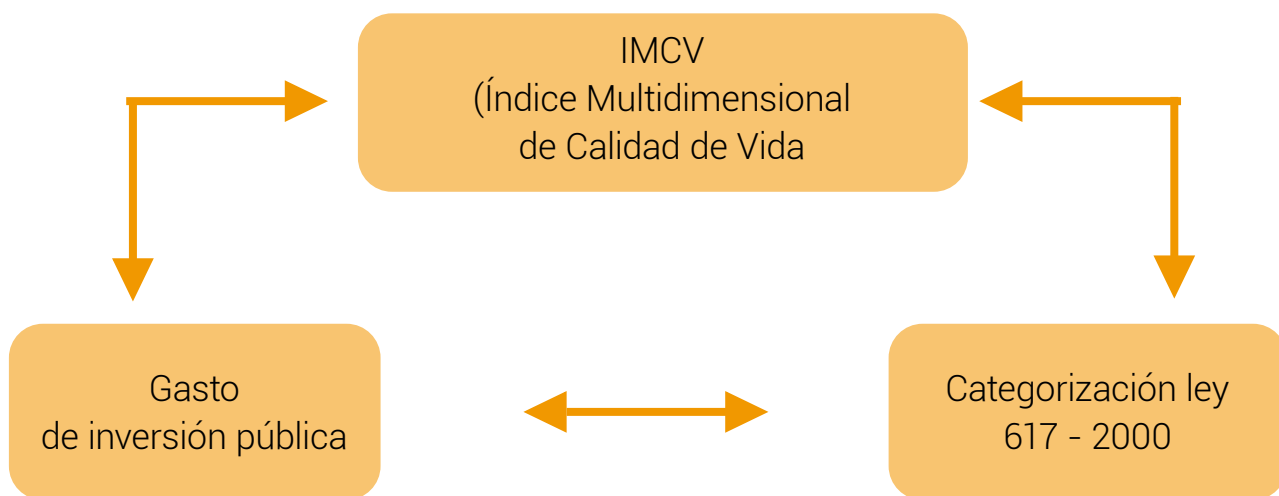 IMCV
(Índice Multidimensional
de Calidad de Vida
Gasto
de inversión pública
Categorización ley
617 - 2000